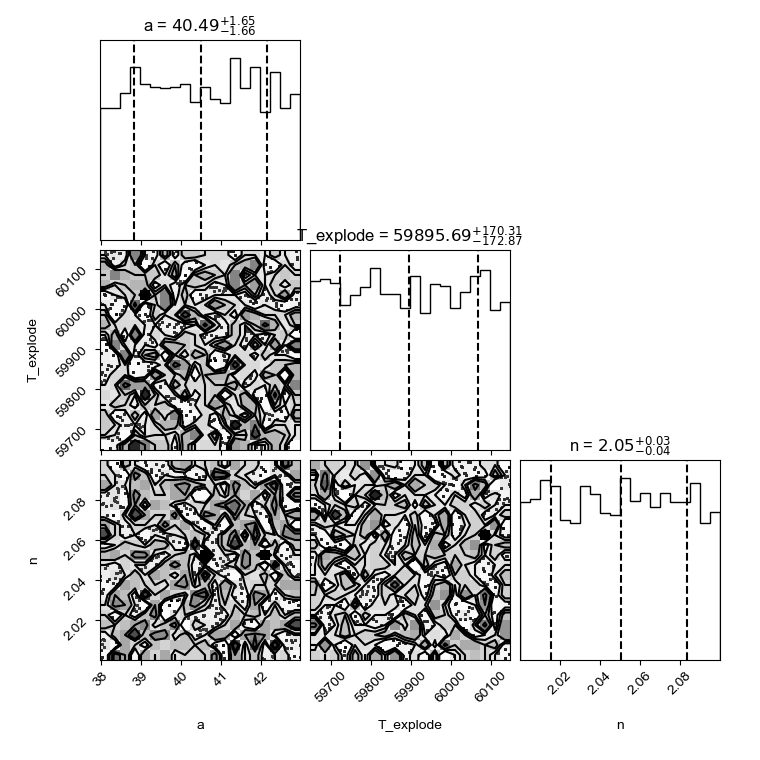 a = 40.49+1.65−1.66
T_explode = 59895.69+170.31−172.87
60100
60000
59900
59800
59700
T_explode
n = 2.05+0.03−0.04
2.08
2.06
2.04
2.02
n
38 39 40 41 42
59700 59800 59900 60000 60100
2.02 2.04 2.06 2.08
a T_explode n